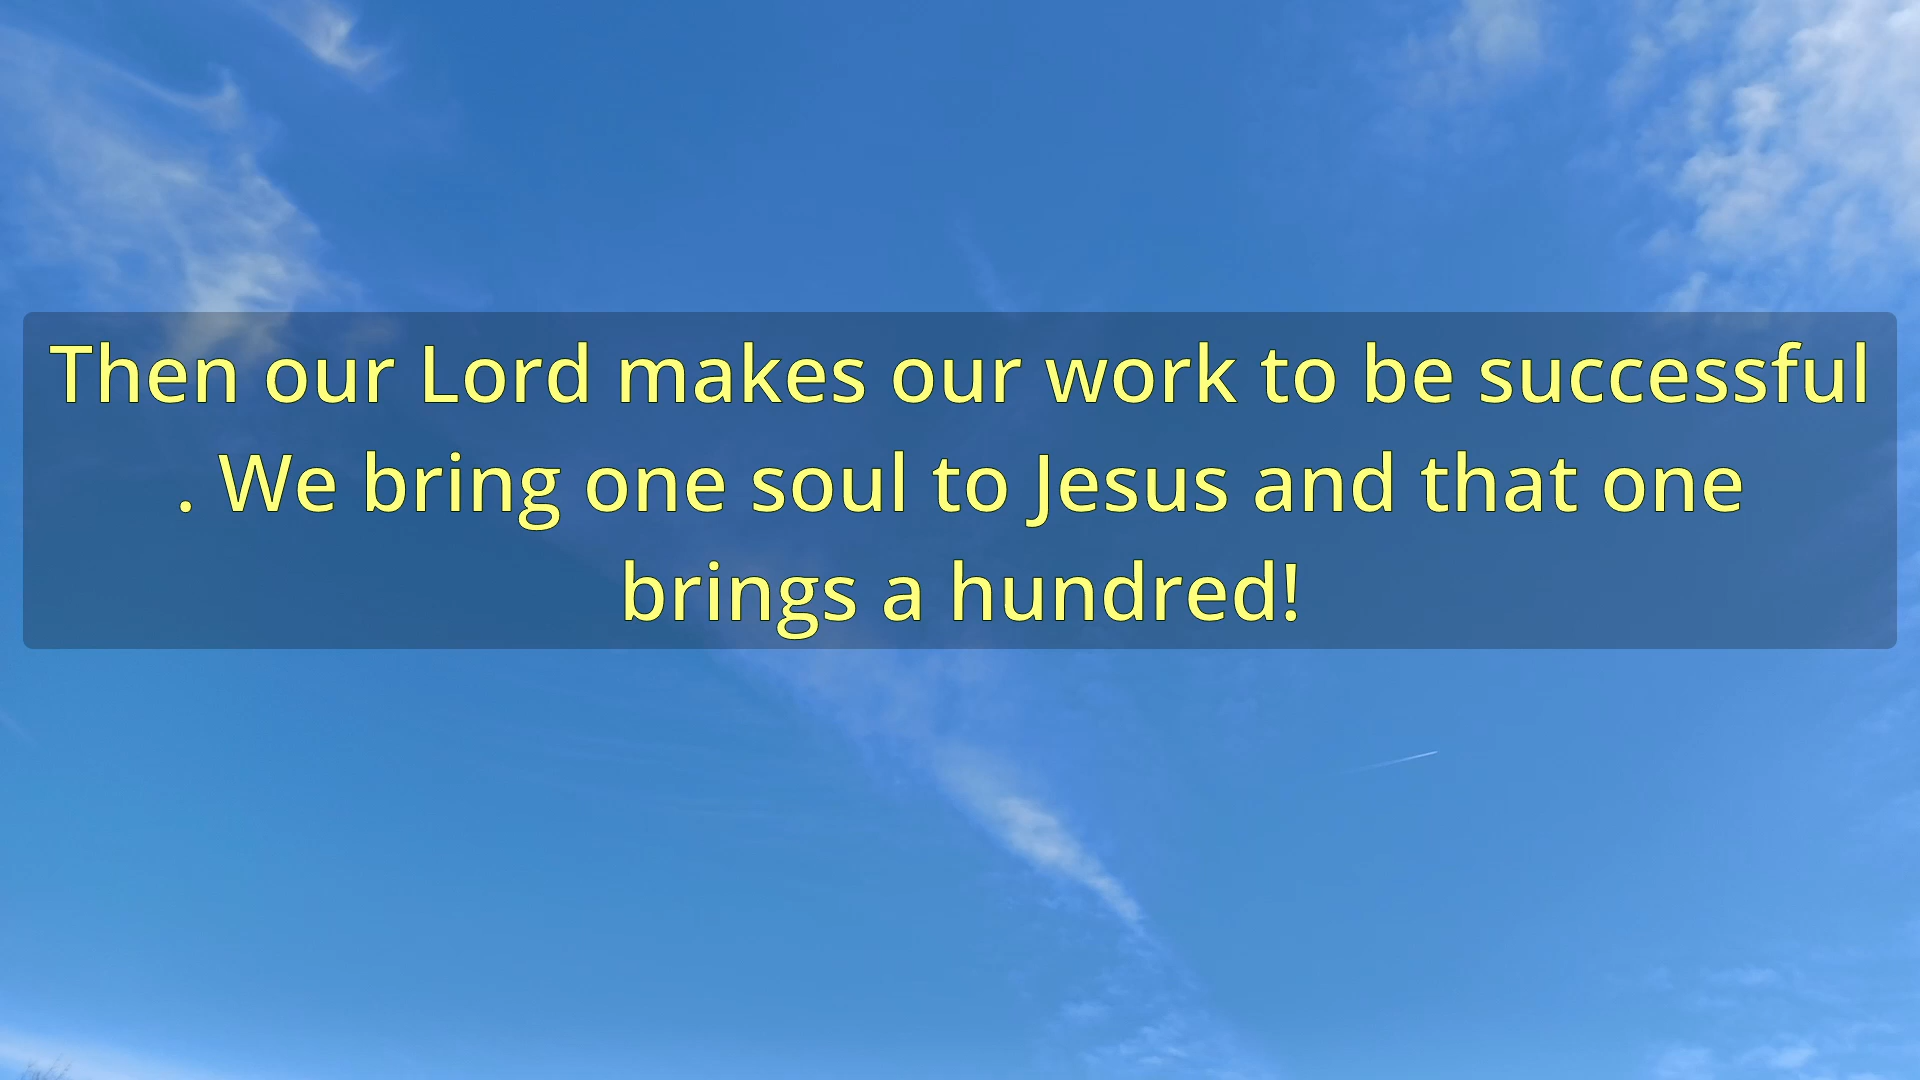 Then our Lord makes our work to be successful
. We bring one soul to Jesus and that one
brings a hundred!